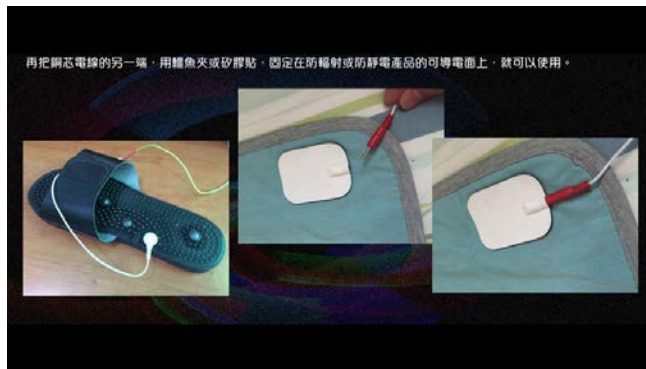 再把銅芯電線的另一端，用鱷魚夾或矽膠貼，固定在防輻射或防靜電產品的可導電面上，就可以使用。